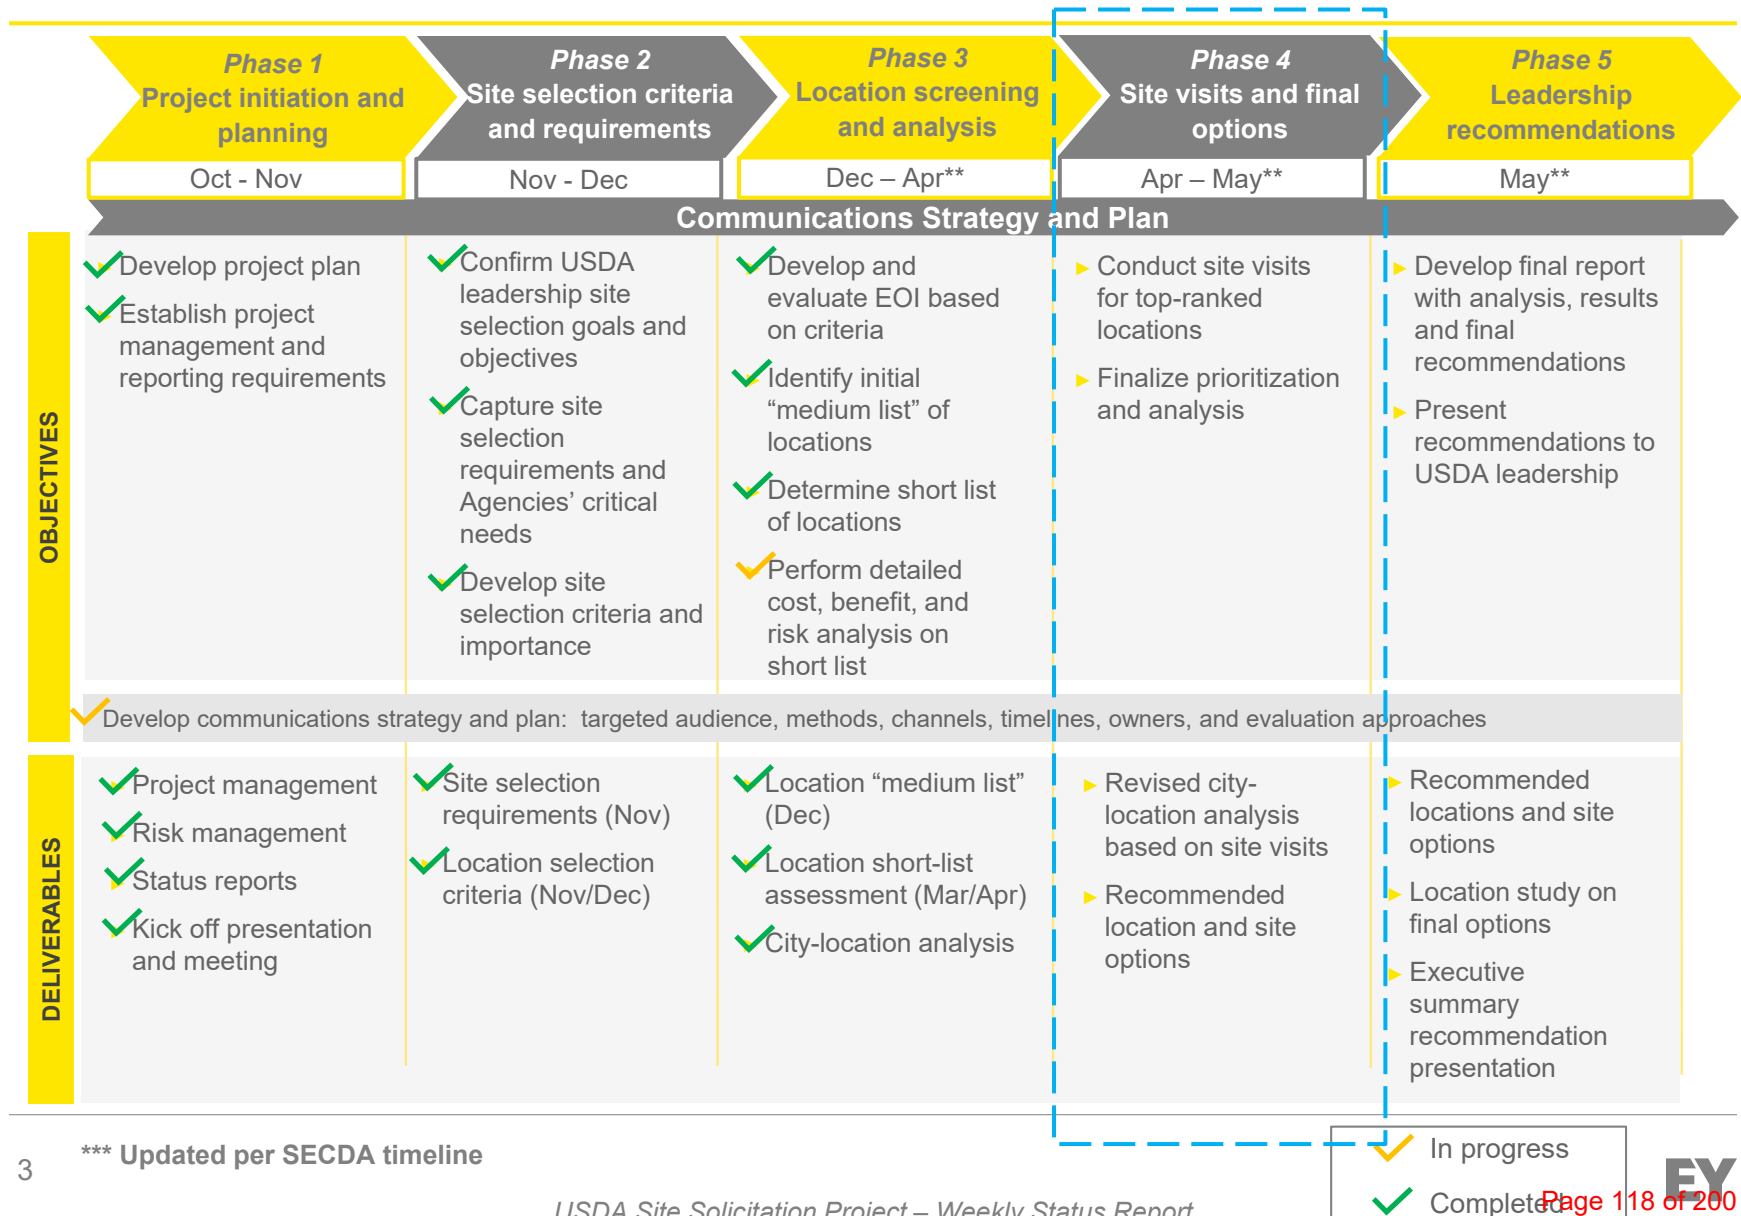 Phase 1
Project initiation and
planning
Phase 2
Site selection criteria
and requirements
Phase 3
Location screening
and analysis
Phase 4
Site visits and final
options
Phase 5
Leadership
recommendations
Oct - Nov
Nov - Dec
Dec – Apr**
Apr – May**
May**
Communications Strategy and Plan
OBJECTIVES
Develop project plan
Establish project
management and
reporting requirements
Confirm USDA
leadership site
selection goals and
objectives
Capture site
selection
requirements and
Agencies’ critical
needs
Develop site
selection criteria and
importance
Develop and
evaluate EOI based
on criteria
Identify initial
“medium list” of
locations
Determine short list
of locations
Perform detailed
cost, benefit, and
risk analysis on
short list
Conduct site visits
for top-ranked
locations
Finalize prioritization
and analysis
Develop final report
with analysis, results
and final
recommendations
Present
recommendations to
USDA leadership
Develop communications strategy and plan:  targeted audience, methods, channels, timelines, owners, and evaluation approaches
DELIVERABLES
Project management
Risk management
Status reports
Kick off presentation
and meeting
Site selection
requirements (Nov)
Location selection
criteria (Nov/Dec)
Location “medium list”
(Dec)
Location short-list
assessment (Mar/Apr)
City-location analysis
Revised city-
location analysis
based on site visits
Recommended
location and site
options
Recommended
locations and site
options
Location study on
final options
Executive
summary
recommendation
presentation
*** Updated per SECDA timeline
3
In progress
Completed
EY
Page 118 of 200
USDA Site Solicitation Project – Weekly Status Report